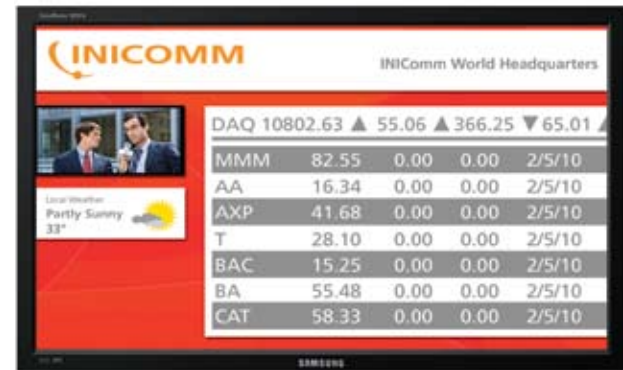 INICOMM
INIComm World Headquarters
DAQ 10802.63 ▲ 55.06 ▲ 366.25 ▼ 65.01
MMM 82.55 0.00 0.00 2/5/10
AA 16.34 0.00 0.00 2/5/10
AXP 41.68 0.00 0.00 2/5/10
T 28.10 0.00 0.00 2/5/10
BAC 15.25 0.00 0.00 2/5/10
BA 55.48 0.00 0.00 2/5/10
CAT 58.33 0.00 0.00 2/5/10
Local Weather
Partly Sunny
33°
SAMSUNG